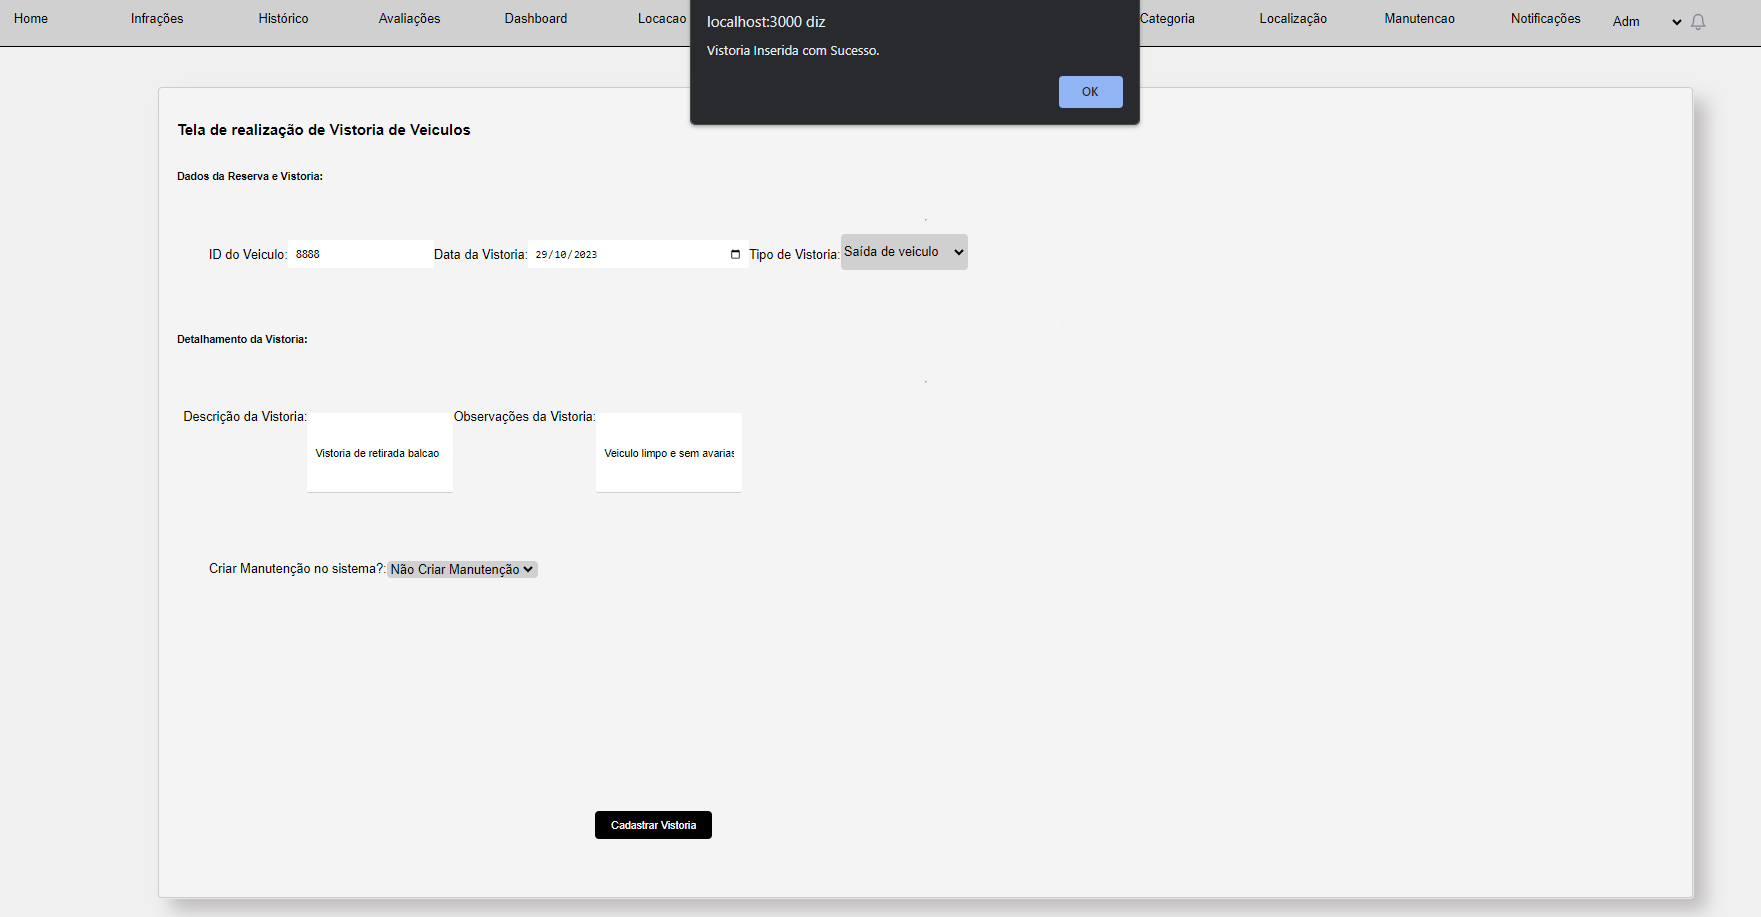 Home Infrações Histórico Avaliações Dashboard Locacao Categoria Localização Manutencao Notificações Adm
localhost:3000 diz
Vistoria Inserida com Sucesso.
OK
Tela de realização de Vistoria de Veiculos
Dados da Reserva e Vistoria:
ID do Veiculo: 8888 Data da Vistoria: 29/10/2023 Tipo de Vistoria: Saída de veiculo
Detalhamento da Vistoria:
Descrição da Vistoria: Observações da Vistoria:
Vistoria de retirada balcao Veiculo limpo e sem avarias
Criar Manutenção no sistema?: Não Criar Manutenção
Cadastrar Vistoria